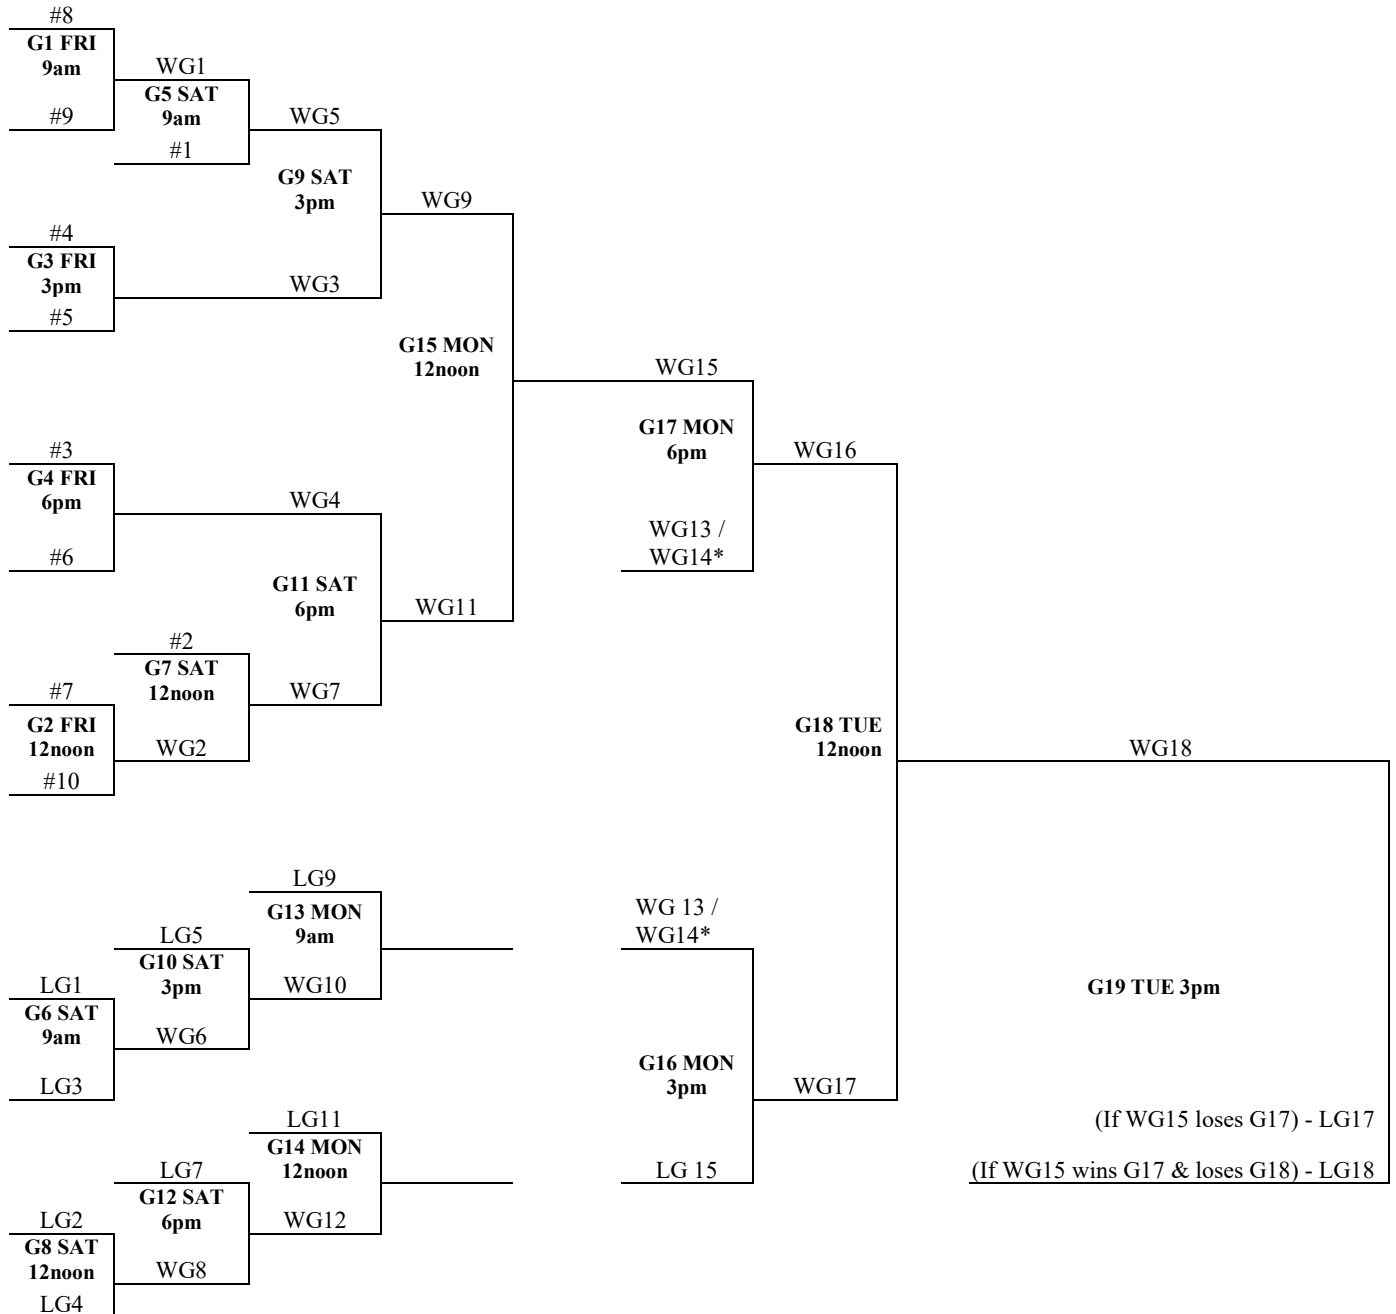 #8
G1 FRI
9am
WG1
G5 SAT
9am
#9
WG5
#1
G9 SAT
3pm
WG9
#4
G3 FRI
3pm
WG3
#5
G15 MON
12noon
WG15
G17 MON
6pm
WG16
#3
G4 FRI
6pm
WG4
WG13 /
WG14*
#6
G11 SAT
6pm
WG11
#2
G7 SAT
12noon
#7
WG7
G2 FRI
12noon
WG2
#10
G18 TUE
12noon
WG18
LG9
G13 MON
9am
WG 13 /
WG14*
LG5
G10 SAT
3pm
LG1
WG10
G19 TUE 3pm
G6 SAT
9am
WG6
LG3
G16 MON
3pm
WG17
LG11
(If WG15 loses G17) - LG17
G14 MON
12noon
LG7
LG 15
(If WG15 wins G17 & loses G18) - LG18
G12 SAT
6pm
LG2
WG12
G8 SAT
12noon
WG8
LG4